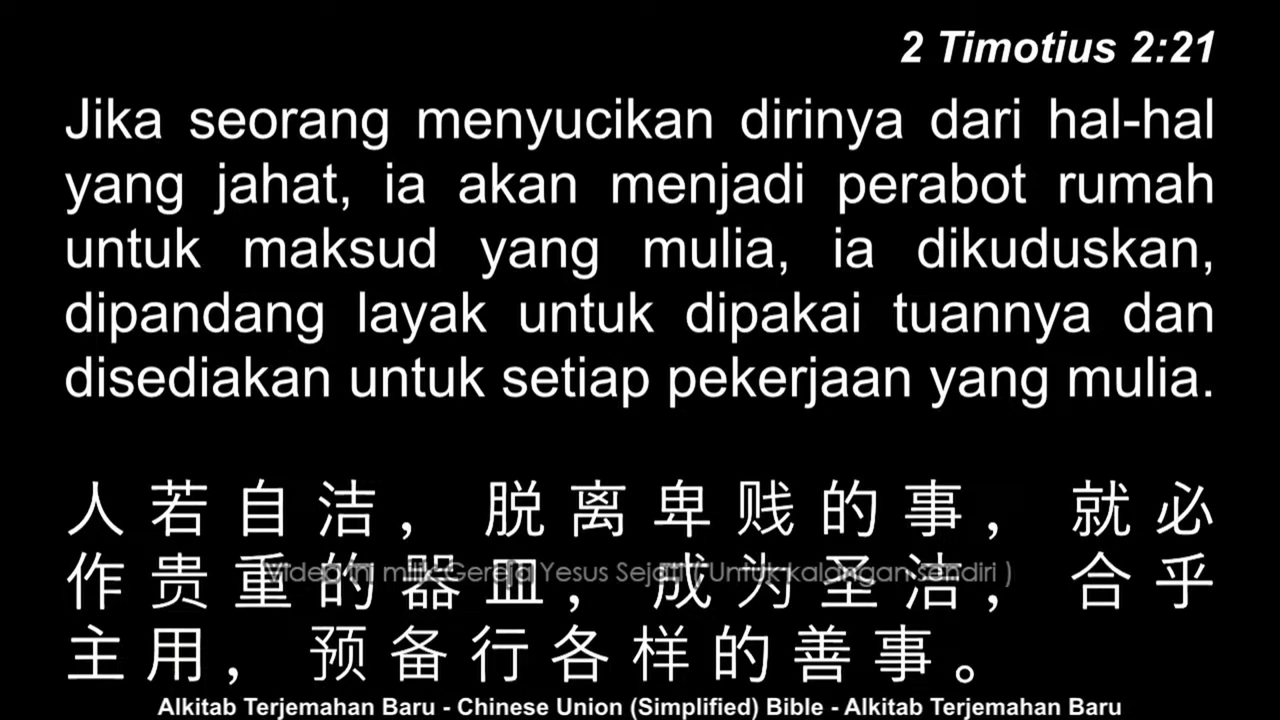 2 Timotius 2:21
Jika seorang menyucikan dirinya dari hal-hal
yang jahat, ia akan menjadi perabot rumah
untuk maksud yang mulia, ia dikuduskan,
dipandang layak untuk dipakai tuannya dan
disediakan untuk setiap pekerjaan yang mulia.
人若自洁，脱离卑贱的事，就必
作贵重的器皿，成为圣洁，合乎
主用，预备行各样的善事。
Video ini milik Gereja Yesus Sejati ( Untuk kalangan sendiri )
Alkitab Terjemahan Baru - Chinese Union (Simplified) Bible - Alkitab Terjemahan Baru